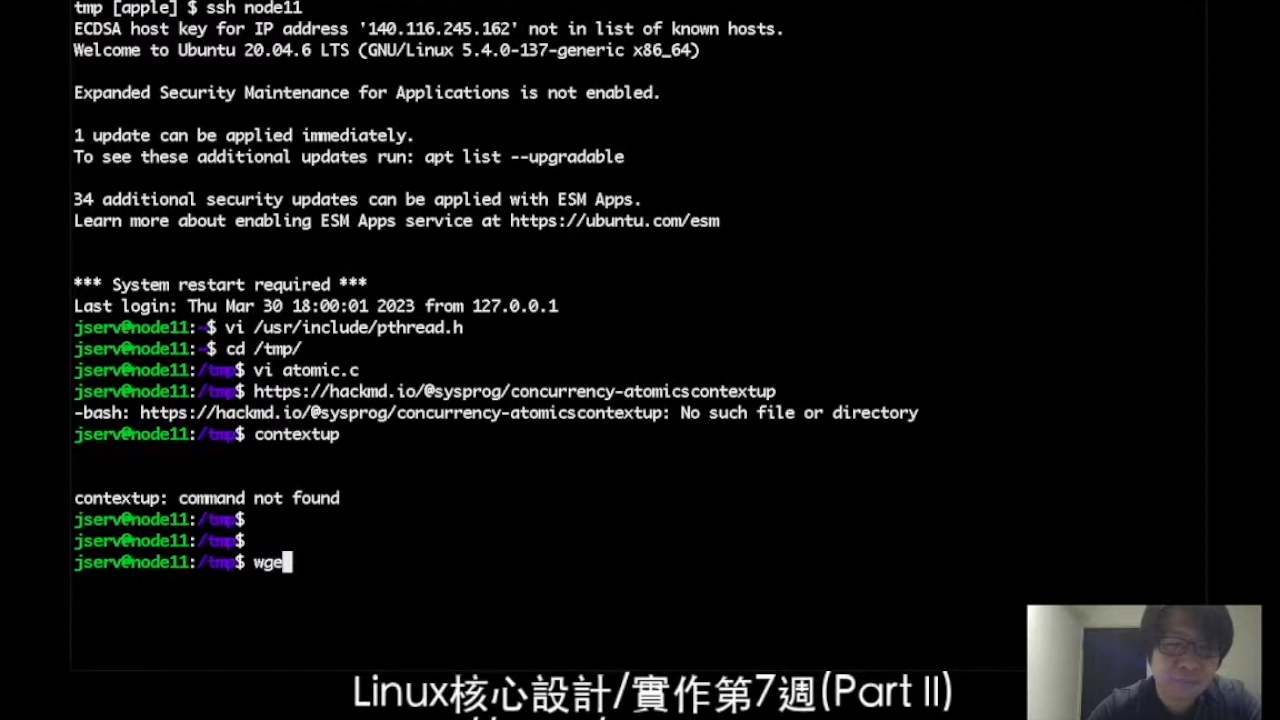 tmp [apple] $ ssh node11
ECDSA host key for IP address '140.116.245.162' not in list of known hosts.
Welcome to Ubuntu 20.04.6 LTS (GNU/Linux 5.4.0-137-generic x86_64)
Expanded Security Maintenance for Applications is not enabled.
1 update can be applied immediately.
To see these additional updates run: apt list --upgradable
34 additional security updates can be applied with ESM Apps.
Learn more about enabling ESM Apps service at https://ubuntu.com/esm
*** System restart required ***
Last login: Thu Mar 30 18:00:01 2023 from 127.0.0.1
jserv@node11:~$ vi /usr/include/pthread.h
jserv@node11:~$ cd /tmp/
jserv@node11:/tmp$ vi atomic.c
jserv@node11:/tmp$ https://hackmd.io/@sysprog/concurrency-atomicscontextup
-bash: https://hackmd.io/@sysprog/concurrency-atomicscontextup: No such file or directory
jserv@node11:/tmp$ contextup
contextup: command not found
jserv@node11:/tmp$
jserv@node11:/tmp$
jserv@node11:/tmp$ wge
Linux核心設計/實作第7週(Part II)